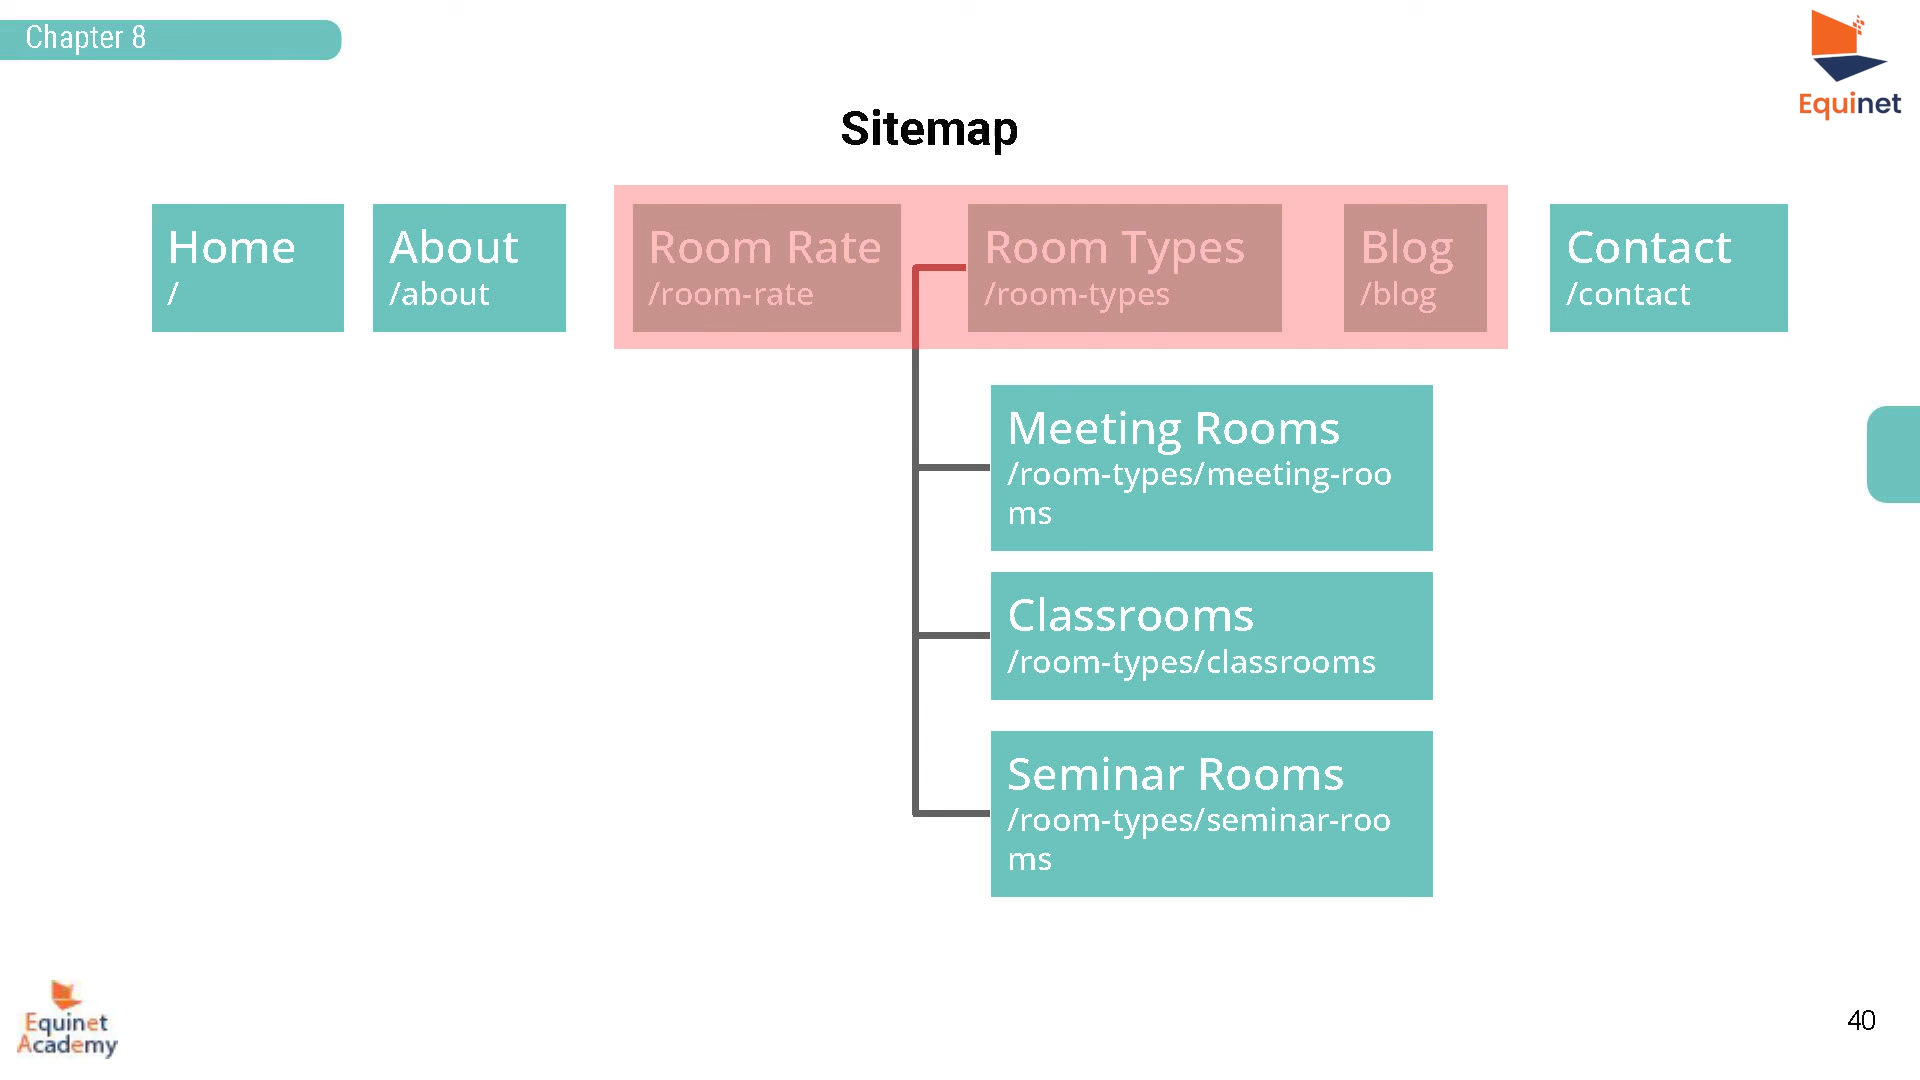 Chapter 8
Equinet
Sitemap
Home
/
About
/about
Room Rate
/room-rate
Room Types
/room-types
Blog
/blog
Contact
/contact
Meeting Rooms
/room-types/meeting-roo
ms
Classrooms
/room-types/classrooms
Seminar Rooms
/room-types/seminar-roo
ms
Equinet
Academy
40